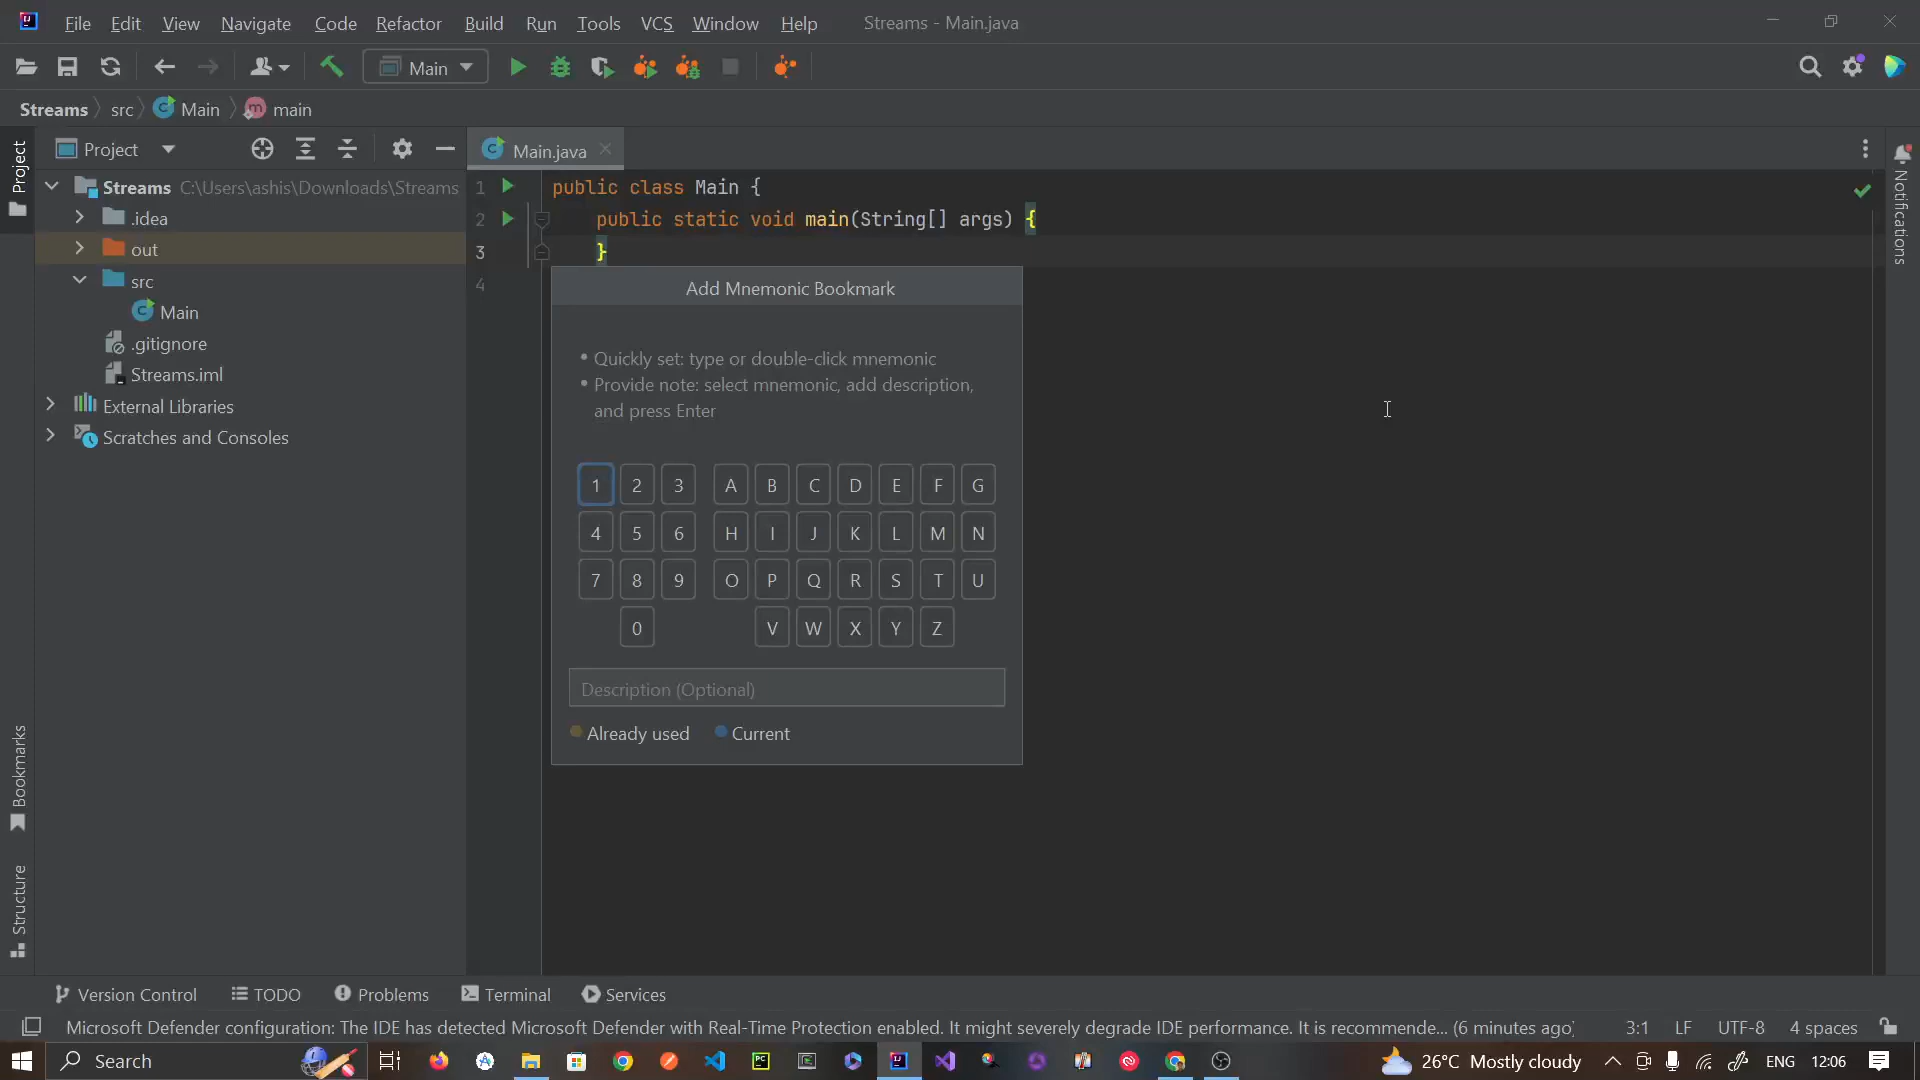 File Edit View Navigate Code Refactor Build Run Tools VCS Window Help Streams - Main.java
Main
Streams src Main main
Project
Project
Main.java
Notifications
Streams C:\Users\ashis\Downloads\Streams
.idea
out
src
Main
.gitignore
Streams.iml
External Libraries
Scratches and Consoles
1 public class Main {
2 public static void main(String[] args) {
3 }
4
Add Mnemonic Bookmark
• Quickly set: type or double-click mnemonic
• Provide note: select mnemonic, add description,
and press Enter
1 2 3 A B C D E F G
4 5 6 H I J K L M N
7 8 9 O P Q R S T U
0 V W X Y Z
Description (Optional)
Already used Current
Bookmarks
Structure
Version Control TODO Problems Terminal Services
Microsoft Defender configuration: The IDE has detected Microsoft Defender with Real-Time Protection enabled. It might severely degrade IDE performance. It is recommende... (6 minutes ago) 3:1 LF UTF-8 4 spaces
Search 26°C Mostly cloudy ENG 12:06